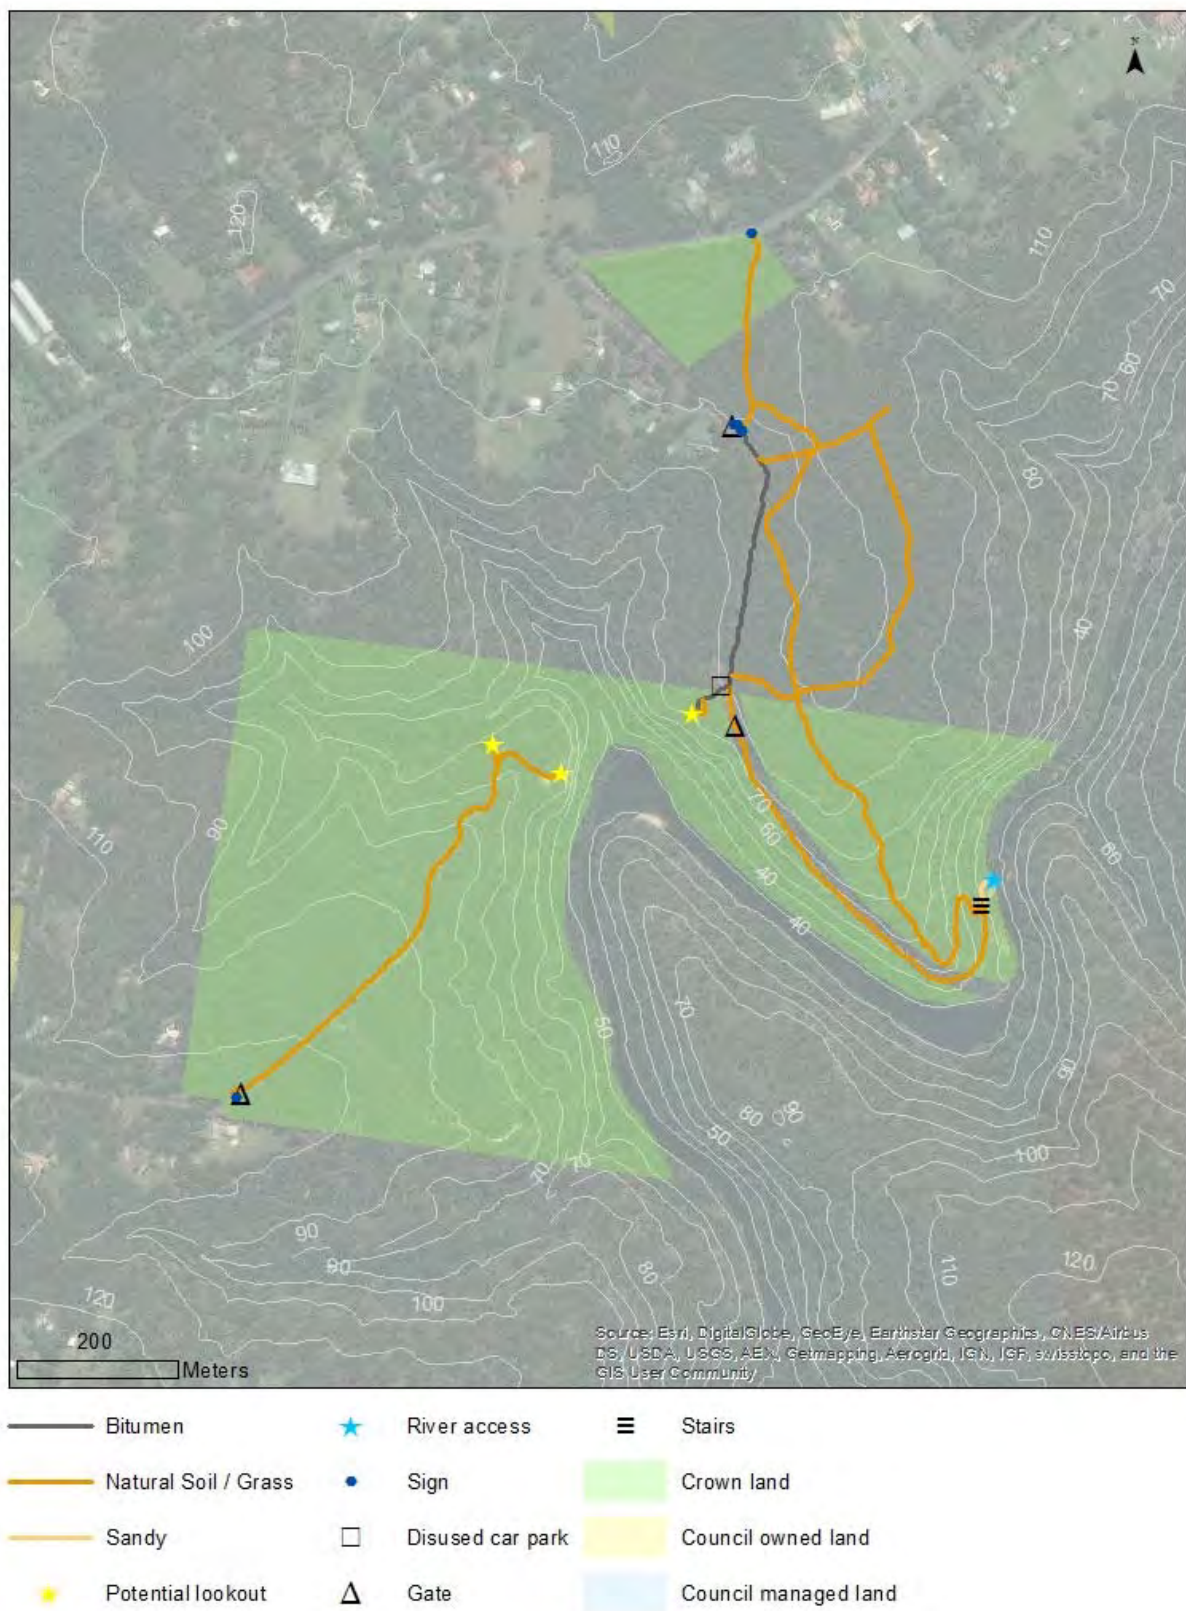 N
110
120
110
70
60
70
80
100
40
90
110
70
60
60
40
40
70
50
90
80
90
50
70
70
100
90
90
80
110
120
120
100
200
Meters
Source: Esri, DigitalGlobe, GeoEye, Earthstar Geographics, CNES/Airbus
DS, USDA, USGS, AEX, Getmapping, Aerogrid, IGN, IGP, swisstopo, and the
GIS User Community
Bitumen
River access
Stairs
Natural Soil / Grass
Sign
Crown land
Sandy
Disused car park
Council owned land
Potential lookout
Gate
Council managed land